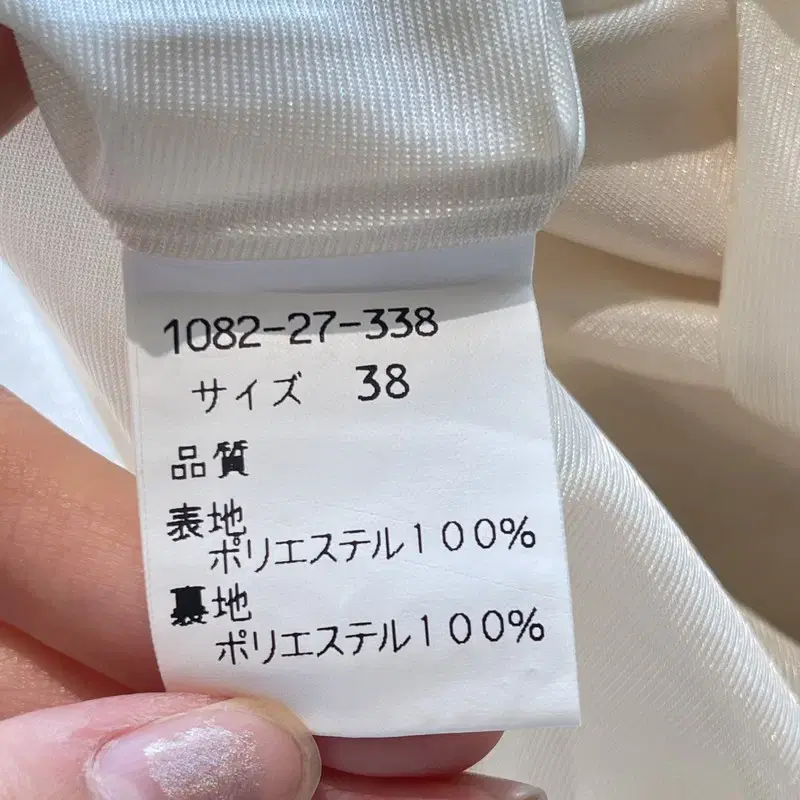 1082-27-338
サイズ 38
品質
表地
ポリエステル100%
裏地
ポリエステル100%